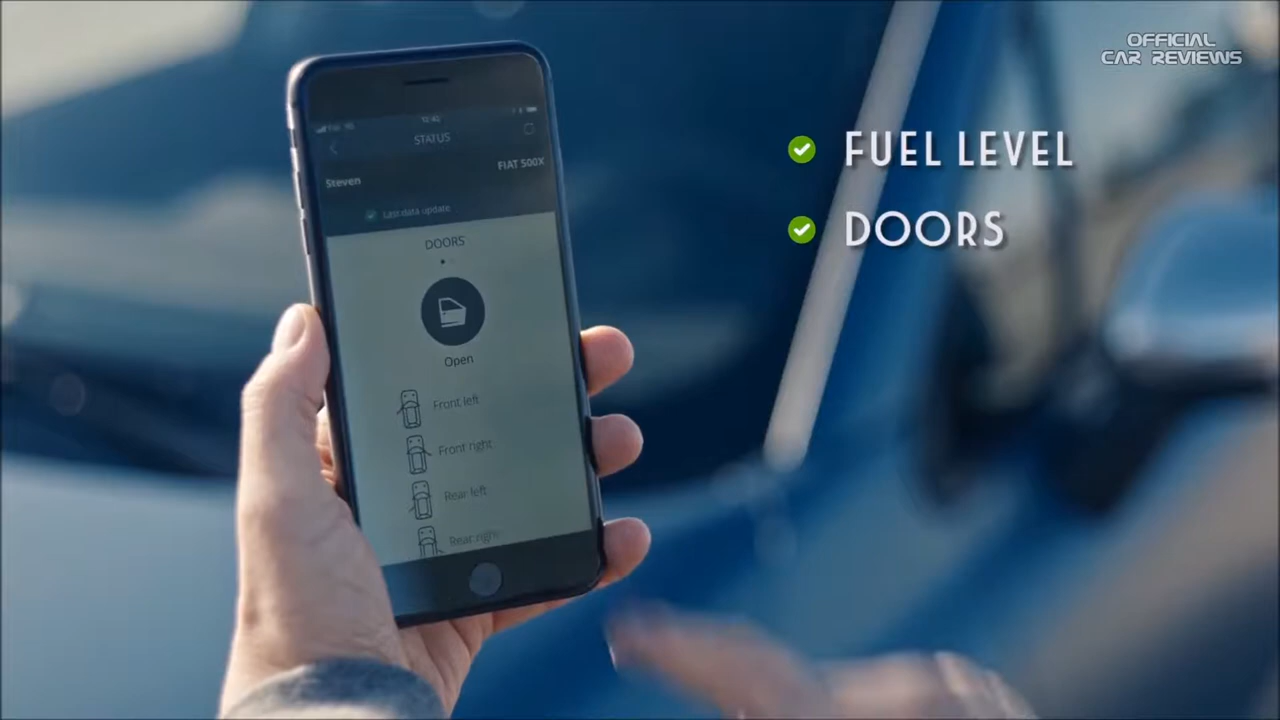 OFFICIAL
CAR REVIEWS
FUEL LEVEL
DOORS
STATUS
FIAT 500X
Steven
Last data update
DOORS
Open
Front left
Front right
Rear left
Rear right